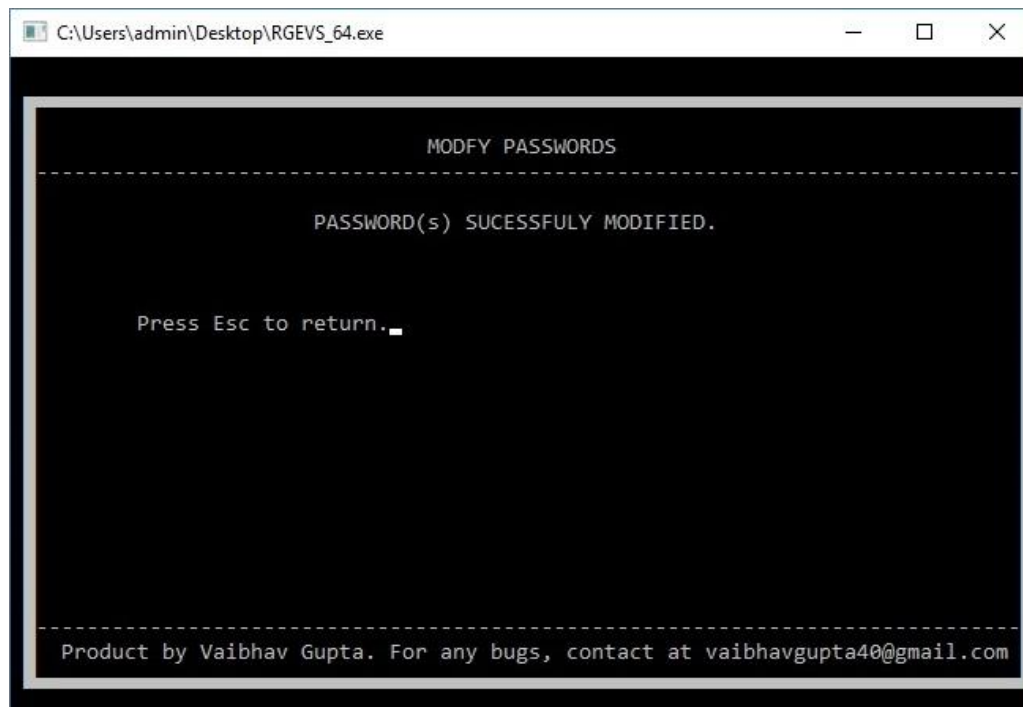 C:\Users\admin\Desktop\RGEVS_64.exe
MODFY PASSWORDS
--------------------------------------------------------------------------------
PASSWORD(s) SUCESSFULY MODIFIED.
Press Esc to return.
--------------------------------------------------------------------------------
Product by Vaibhav Gupta. For any bugs, contact at vaibhavgupta40@gmail.com